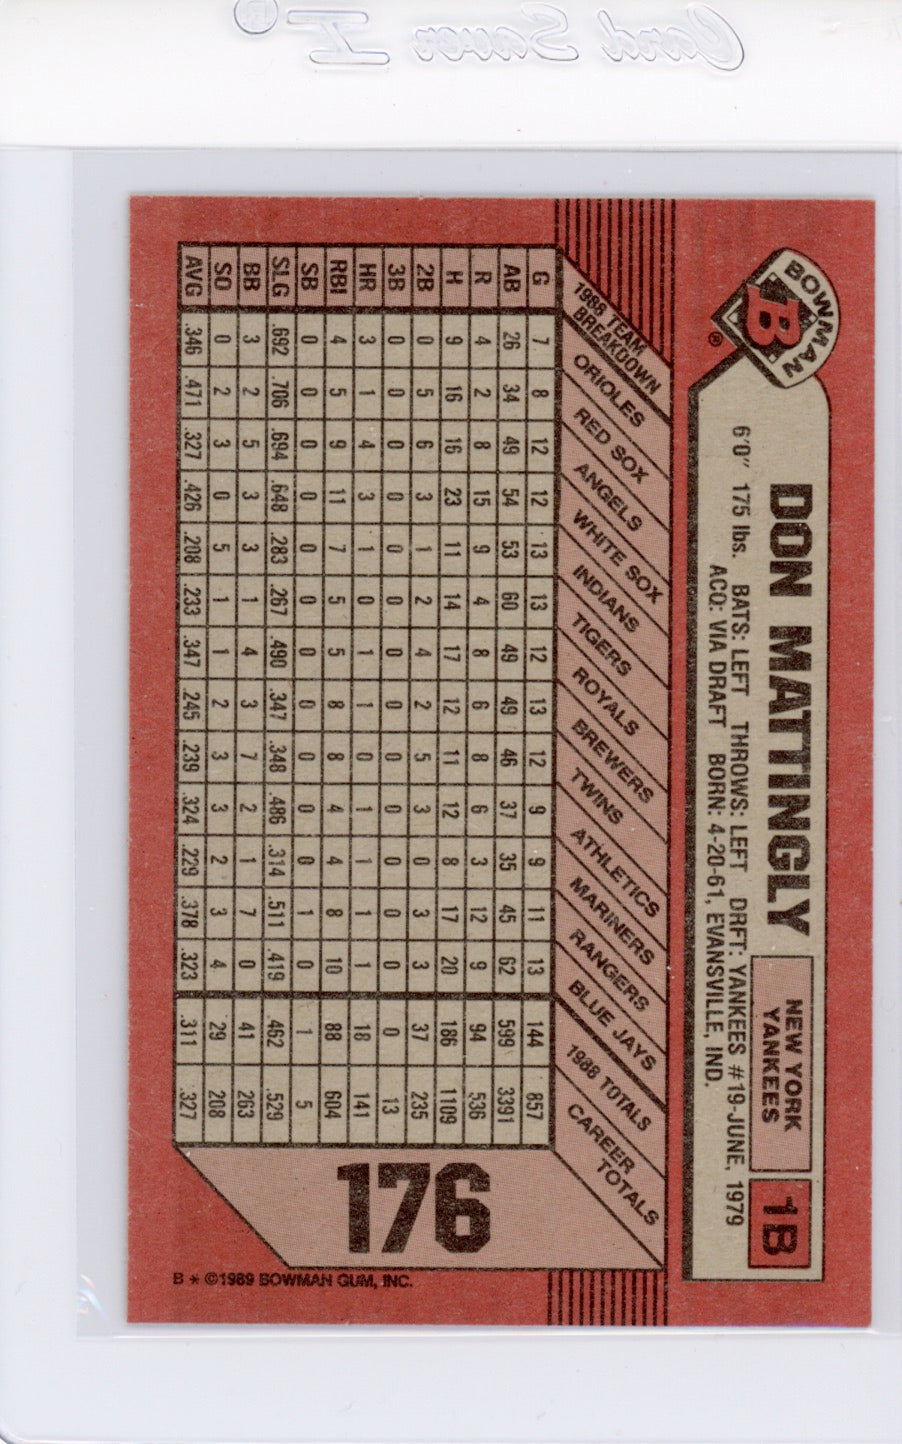 Card Saver I ®
BOWMAN
B ®
DON MATTINGLY
NEW YORK
YANKEES
1B
6'0" 175 lbs. BATS: LEFT THROWS: LEFT DRFT: YANKEES #19-JUNE, 1979
ACQ: VIA DRAFT BORN: 4-20-61, EVANSVILLE, IND.
1988 TEAM
BREAKDOWN
ORIOLES
RED SOX
ANGELS
WHITE SOX
INDIANS
TIGERS
ROYALS
BREWERS
TWINS
ATHLETICS
MARINERS
RANGERS
BLUE JAYS
1988 TOTALS
CAREER
TOTALS
G 7 8 12 12 13 13 12 13 12 9 9 11 13 144 857
AB 26 34 49 54 53 60 49 49 46 37 35 45 62 599 3391
R 4 2 8 15 9 4 8 6 8 6 3 12 9 94 536
H 9 16 16 23 11 14 17 12 11 12 8 17 20 186 1109
2B 0 5 6 3 1 2 4 2 5 3 0 3 3 37 235
3B 0 0 0 0 0 0 0 0 0 0 0 0 0 0 13
HR 3 1 4 3 1 0 1 1 0 1 1 1 1 18 141
RBI 4 5 9 11 7 5 5 8 8 4 4 8 10 88 604
SB 0 0 0 0 0 0 0 0 0 0 0 1 0 1 5
SLG .692 .706 .694 .648 .283 .267 .490 .347 .348 .486 .314 .511 .419 .462 .529
BB 3 2 5 3 3 1 4 3 7 2 1 7 0 41 263
SO 0 2 3 0 5 1 1 2 3 3 2 3 4 29 208
AVG .346 .471 .327 .426 .208 .233 .347 .245 .239 .324 .229 .378 .323 .311 .327
176
B * ©1989 BOWMAN GUM, INC.